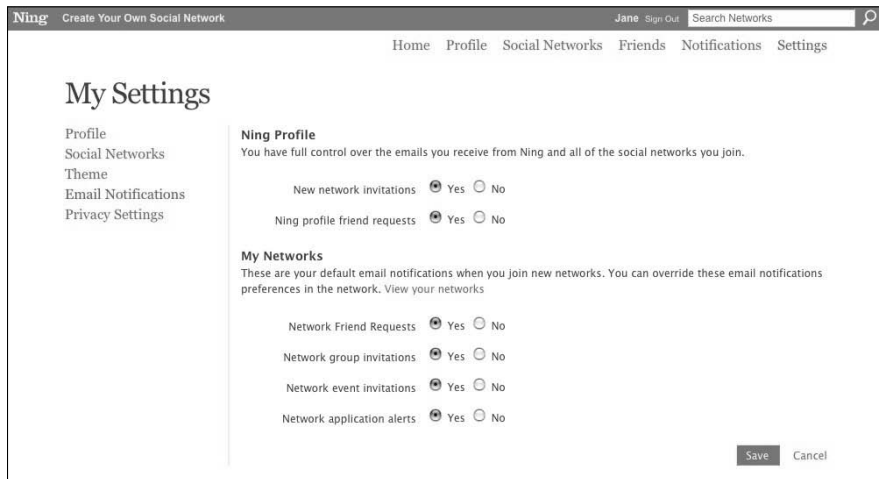 Ning Create Your Own Social Network Jane Sign Out Search Networks
Home Profile Social Networks Friends Notifications Settings
My Settings
Profile
Social Networks
Theme
Email Notifications
Privacy Settings
Ning Profile
You have full control over the emails you receive from Ning and all of the social networks you join.
New network invitations Yes No
Ning profile friend requests Yes No
My Networks
These are your default email notifications when you join new networks. You can override these email notifications
preferences in the network. View your networks
Network Friend Requests Yes No
Network group invitations Yes No
Network event invitations Yes No
Network application alerts Yes No
Save Cancel